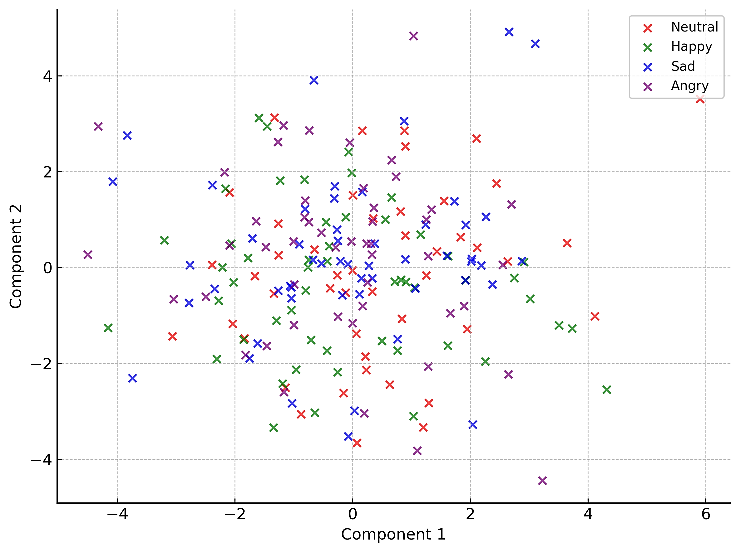 Neutral
Happy
Sad
Angry
4
2
0
−2
−4
Component 2
−4
−2
0
2
4
6
Component 1